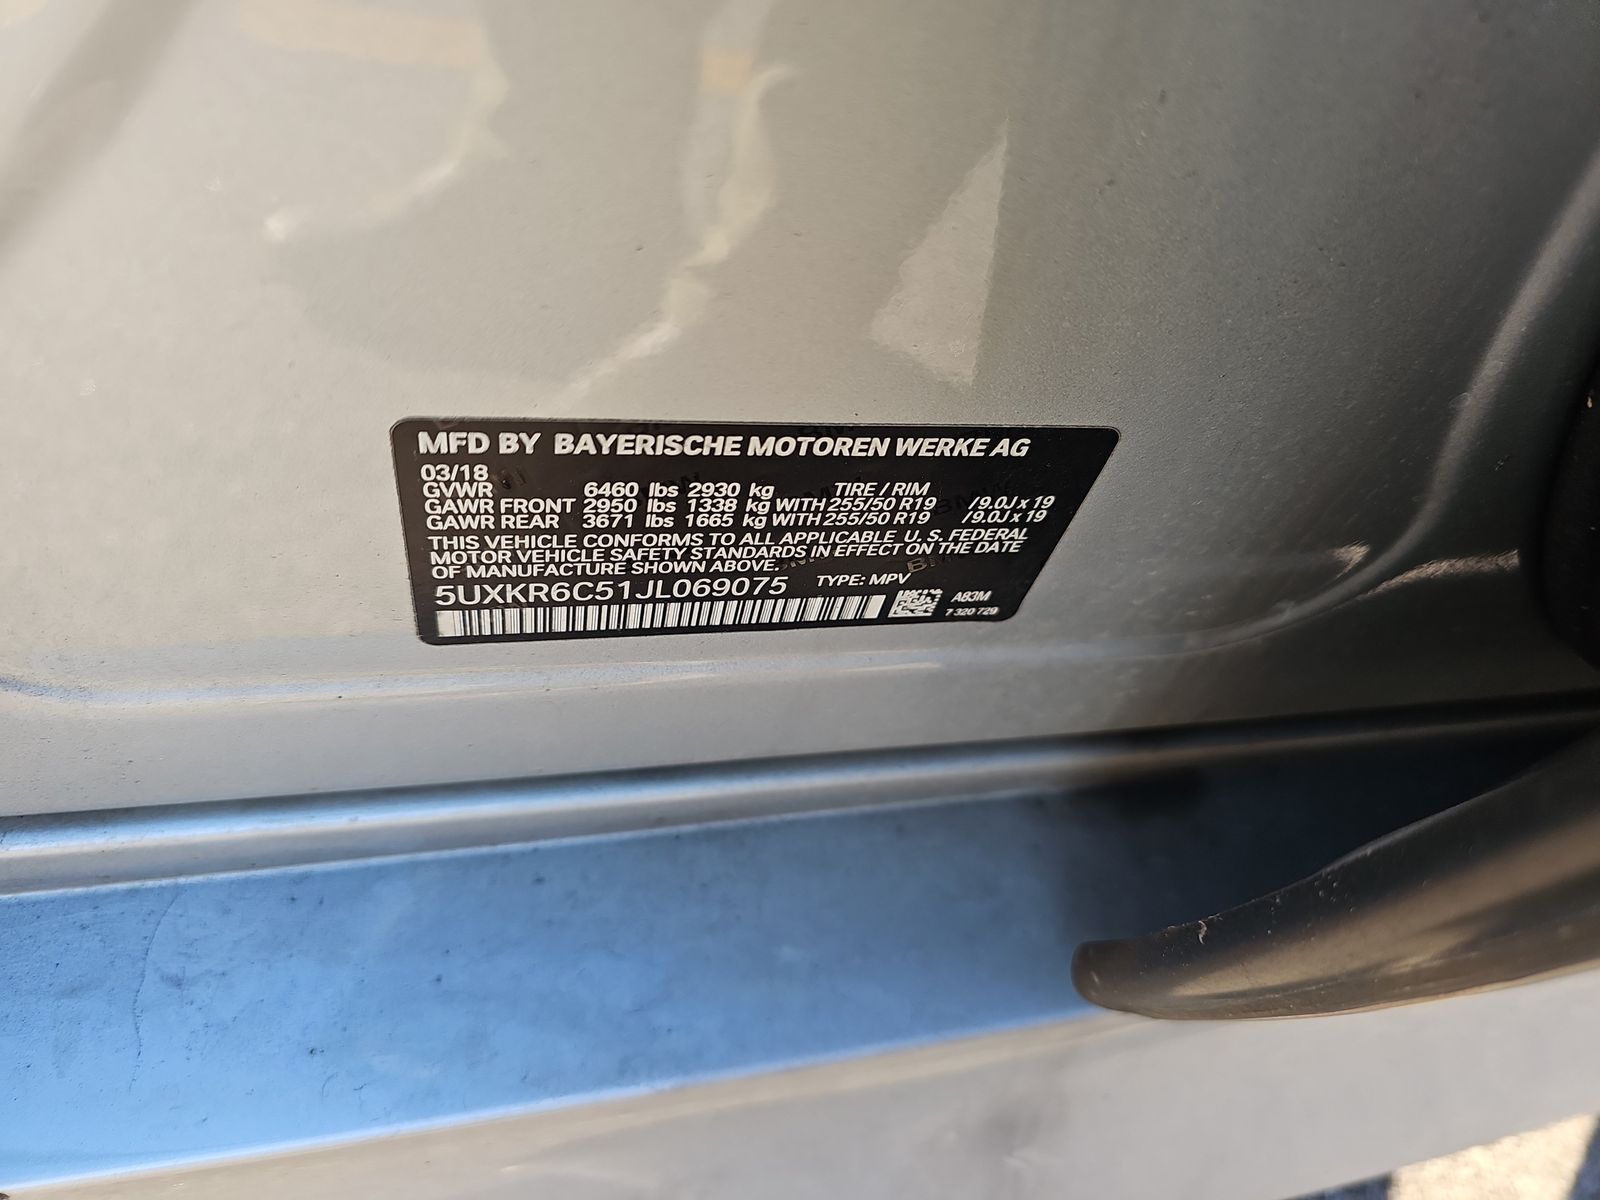 MFD BY BAYERISCHE MOTOREN WERKE AG
03/18
GVWR 6460 lbs 2930 kg TIRE / RIM
GAWR FRONT 2950 lbs 1338 kg WITH 255/50 R19 / 9.0J x 19
GAWR REAR 3671 lbs 1665 kg WITH 255/50 R19 / 9.0J x 19
THIS VEHICLE CONFORMS TO ALL APPLICABLE U. S. FEDERAL
MOTOR VEHICLE SAFETY STANDARDS IN EFFECT ON THE DATE
OF MANUFACTURE SHOWN ABOVE.
5UXKR6C51JL069075 TYPE: MPV
A83M
7 320 729